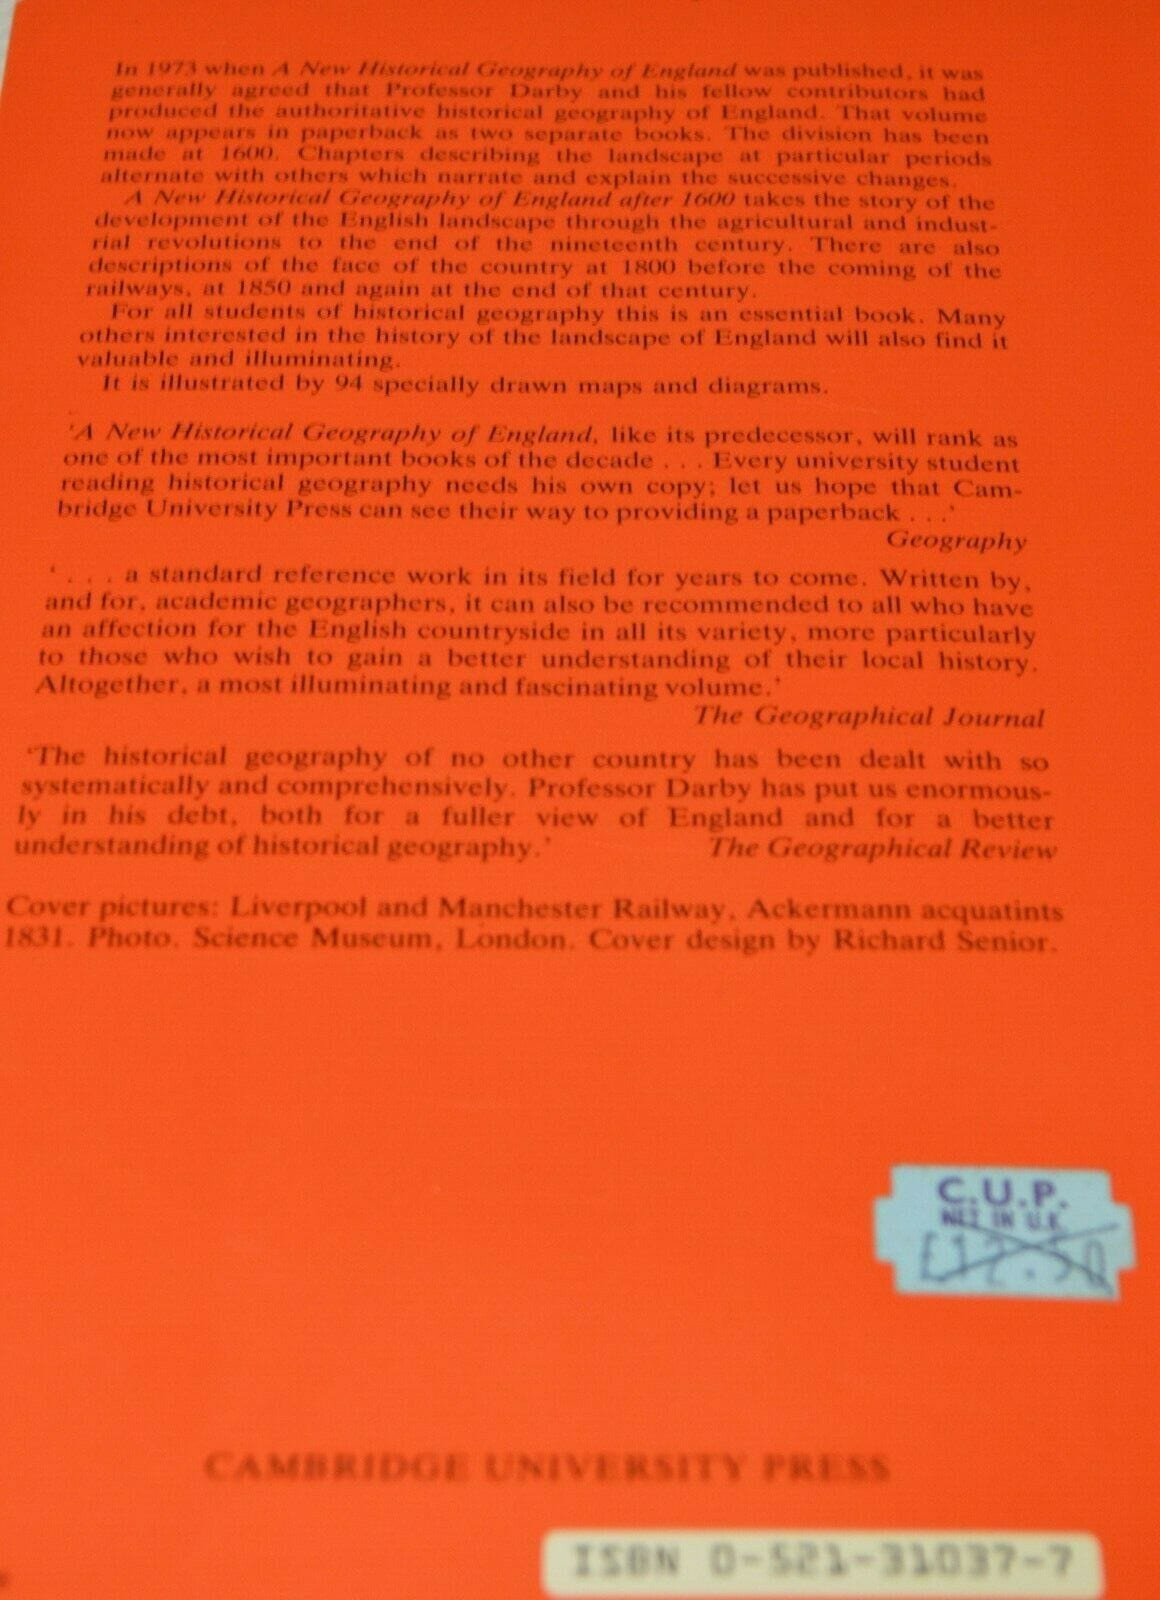 In 1973 when A New Historical Geography of England was published, it was
generally agreed that Professor Darby and his fellow contributors had
produced the authoritative historical geography of England. That volume
now appears in paperback as two separate books. The division has been
made at 1600. Chapters describing the landscape at particular periods
alternate with others which narrate and explain the successive changes.
A New Historical Geography of England after 1600 takes the story of the
development of the English landscape through the agricultural and indust-
rial revolutions to the end of the nineteenth century. There are also
descriptions of the face of the country at 1800 before the coming of the
railways, at 1850 and again at the end of that century.
For all students of historical geography this is an essential book. Many
others interested in the history of the landscape of England will also find it
valuable and illuminating.
It is illustrated by 94 specially drawn maps and diagrams.
'A New Historical Geography of England, like its predecessor, will rank as
one of the most important books of the decade . . . Every university student
reading historical geography needs his own copy; let us hope that Cam-
bridge University Press can see their way to providing a paperback . . .'
Geography
' . . . a standard reference work in its field for years to come. Written by,
and for, academic geographers, it can also be recommended to all who have
an affection for the English countryside in all its variety, more particularly
to those who wish to gain a better understanding of their local history.
Altogether, a most illuminating and fascinating volume.'
The Geographical Journal
'The historical geography of no other country has been dealt with so
systematically and comprehensively. Professor Darby has put us enormous-
ly in his debt, both for a fuller view of England and for a better
understanding of historical geography.' The Geographical Review
Cover pictures: Liverpool and Manchester Railway, Ackermann acquatints
1831. Photo. Science Museum, London. Cover design by Richard Senior.
C.U.P.
NET IN U.K.
£12.50
CAMBRIDGE UNIVERSITY PRESS
ISBN 0-521-31037-7